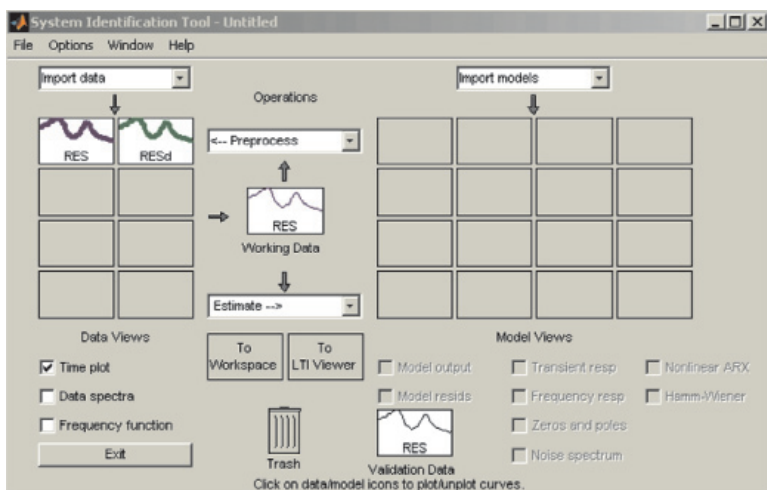 System Identification Tool - Untitled
File Options Window Help
Import data
Import models
Operations
RES
RESd
<-- Preprocess
RES
Working Data
Estimate -->
Data Views
To Workspace
To LTI Viewer
Model Views
Time plot
Data spectra
Frequency function
Exit
Model output
Transient resp
Nonlinear ARX
Model resids
Frequency resp
Hamm-Wiener
Zeros and poles
Noise spectrum
Trash
RES
Validation Data
Click on data/model icons to plot/unplot curves.